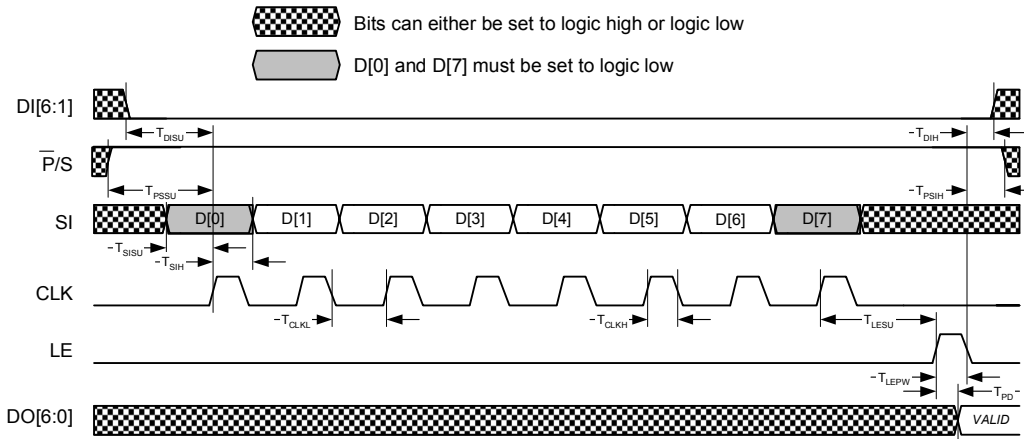 Bits can either be set to logic high or logic low
D[0] and D[7] must be set to logic low
DI[6:1]
T_DISU
T_DIH
P̅/S
T_PSSU
T_PSIH
SI
D[0] D[1] D[2] D[3] D[4] D[5] D[6] D[7]
T_SISU
T_SIH
CLK
T_CLKL
T_CLKH
T_LESU
LE
T_LEPW
T_PD
DO[6:0]
VALID